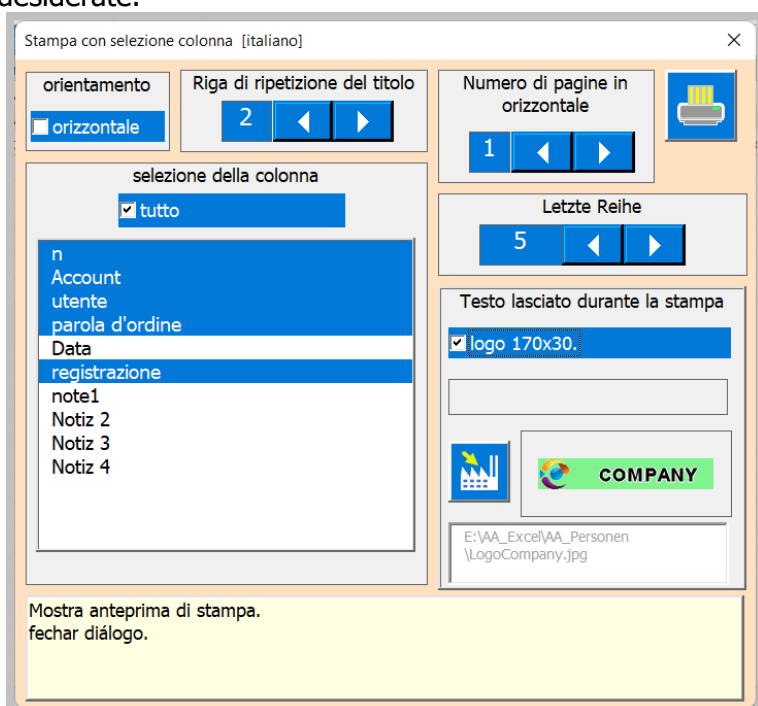 desiderate.
Stampa con selezione colonna [italiano]
orientamento
orizzontale
Riga di ripetizione del titolo
2
Numero di pagine in
orizzontale
1
selezione della colonna
tutto
n
Account
utente
parola d'ordine
Data
registrazione
note1
Notiz 2
Notiz 3
Notiz 4
Letzte Reihe
5
Testo lasciato durante la stampa
logo 170x30.
COMPANY
E:\AA_Excel\AA_Personen
\LogoCompany.jpg
Mostra anteprima di stampa.
fechar diálogo.